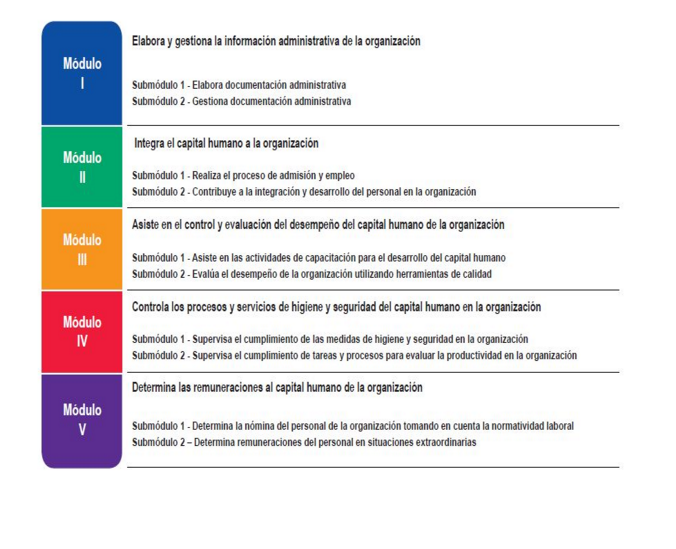 Módulo
I
Elabora y gestiona la información administrativa de la organización
Submódulo 1 - Elabora documentación administrativa
Submódulo 2 - Gestiona documentación administrativa
Módulo
II
Integra el capital humano a la organización
Submódulo 1 - Realiza el proceso de admisión y empleo
Submódulo 2 - Contribuye a la integración y desarrollo del personal en la organización
Módulo
III
Asiste en el control y evaluación del desempeño del capital humano de la organización
Submódulo 1 - Asiste en las actividades de capacitación para el desarrollo del capital humano
Submódulo 2 - Evalúa el desempeño de la organización utilizando herramientas de calidad
Módulo
IV
Controla los procesos y servicios de higiene y seguridad del capital humano en la organización
Submódulo 1 - Supervisa el cumplimiento de las medidas de higiene y seguridad en la organización
Submódulo 2 - Supervisa el cumplimiento de tareas y procesos para evaluar la productividad en la organización
Módulo
V
Determina las remuneraciones al capital humano de la organización
Submódulo 1 - Determina la nómina del personal de la organización tomando en cuenta la normatividad laboral
Submódulo 2 – Determina remuneraciones del personal en situaciones extraordinarias